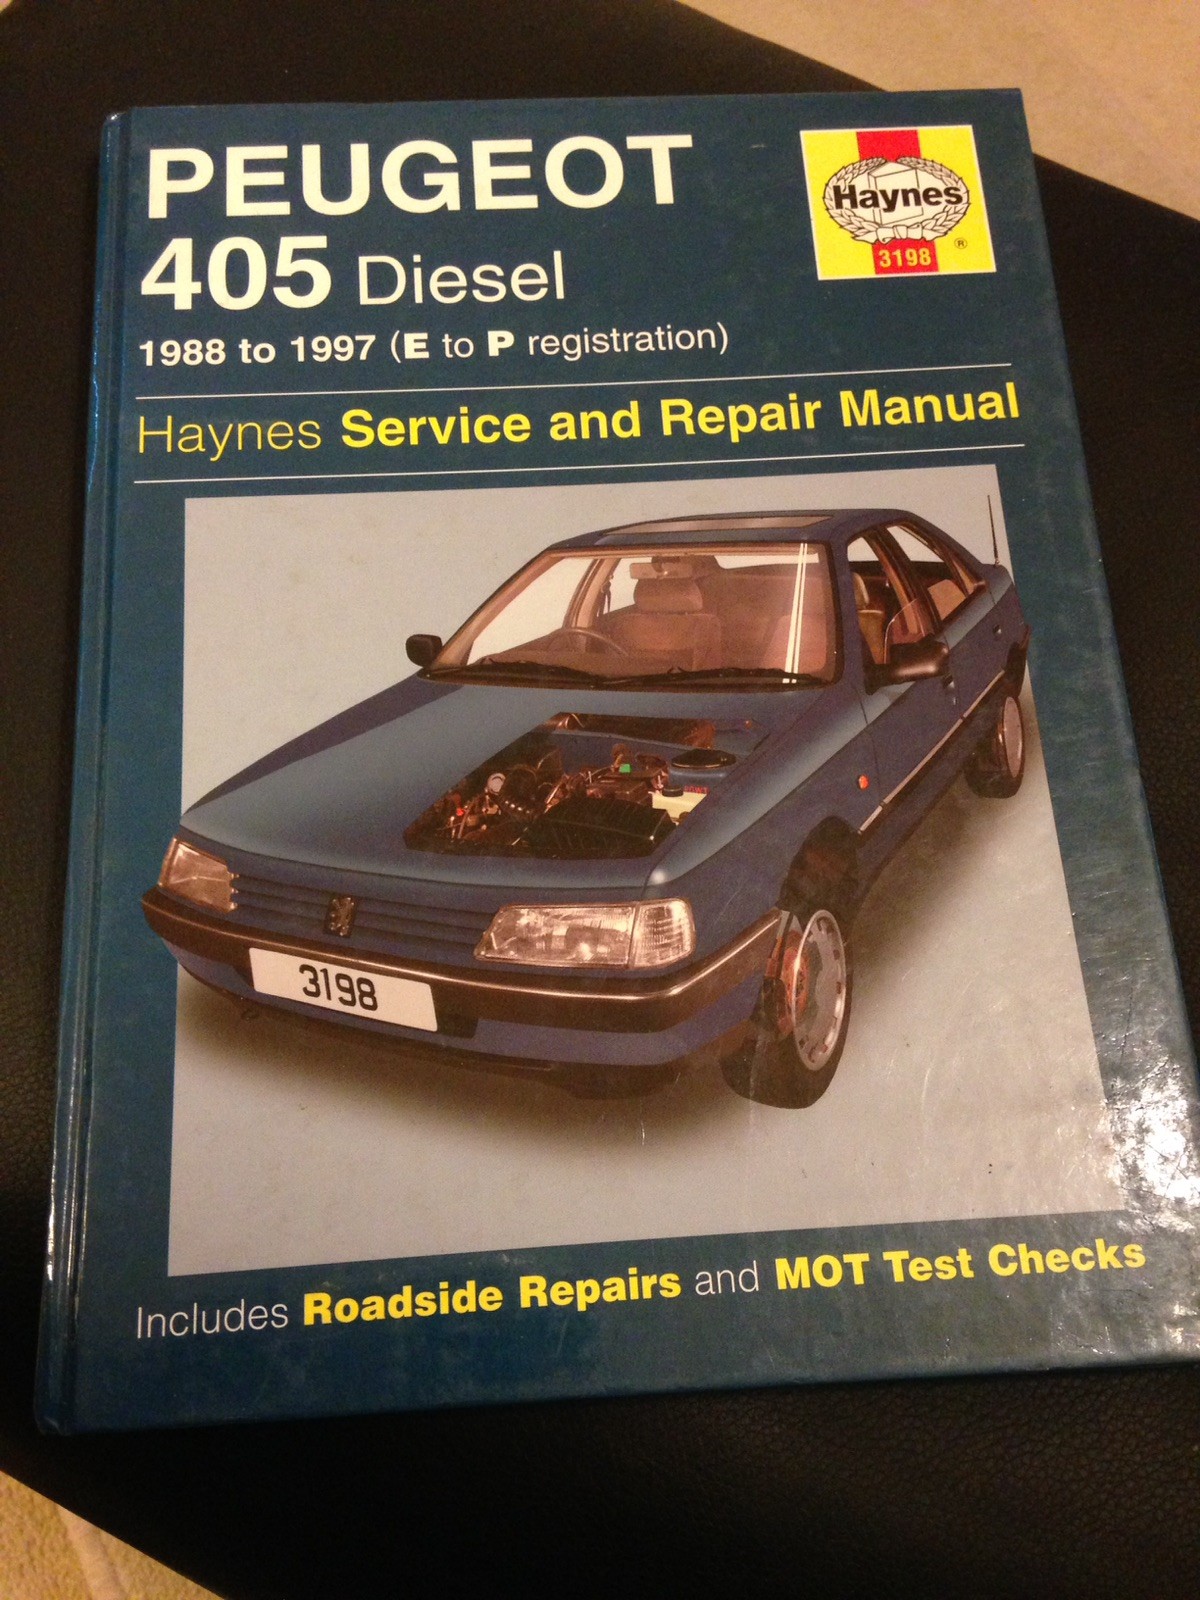 PEUGEOT
405 Diesel
1988 to 1997 (E to P registration)
Haynes
®
3198
Haynes Service and Repair Manual
3198
Includes Roadside Repairs and MOT Test Checks